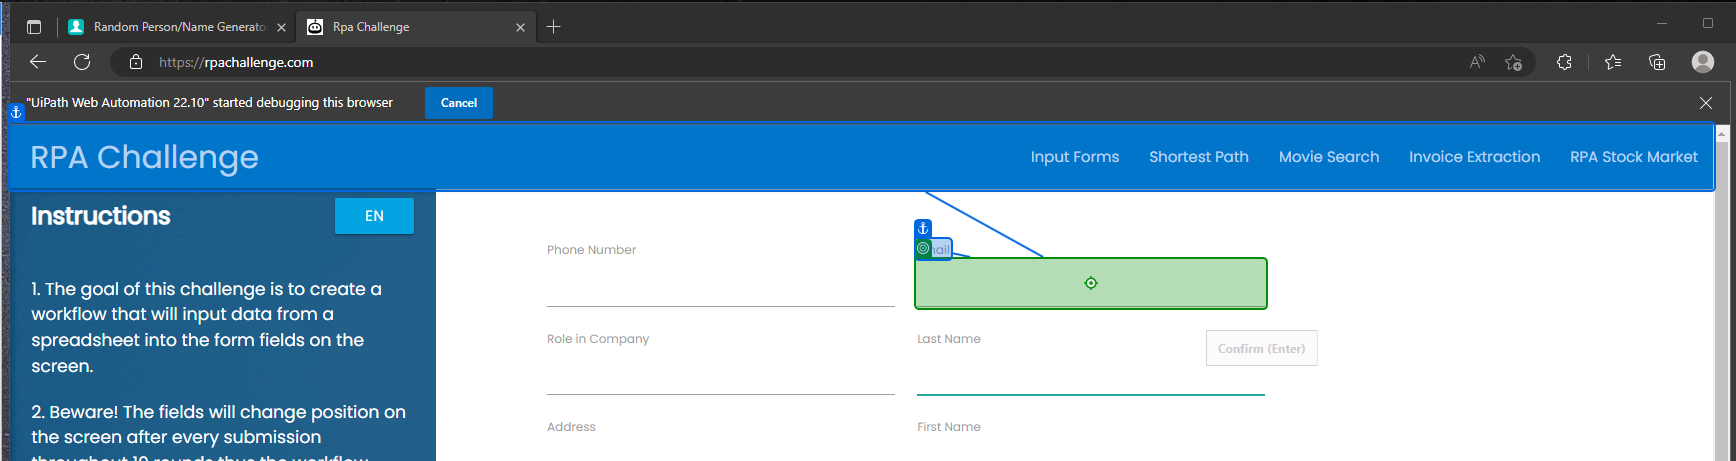 Random Person/Name Generato
Rpa Challenge
https://rpachallenge.com
"UiPath Web Automation 22.10" started debugging this browser
Cancel
RPA Challenge
Input Forms
Shortest Path
Movie Search
Invoice Extraction
RPA Stock Market
Instructions
EN
1. The goal of this challenge is to create a
workflow that will input data from a
spreadsheet into the form fields on the
screen.
2. Beware! The fields will change position on
the screen after every submission
throughout 10 rounds thus the workflow
Phone Number
Role in Company
Last Name
Confirm (Enter)
Address
First Name